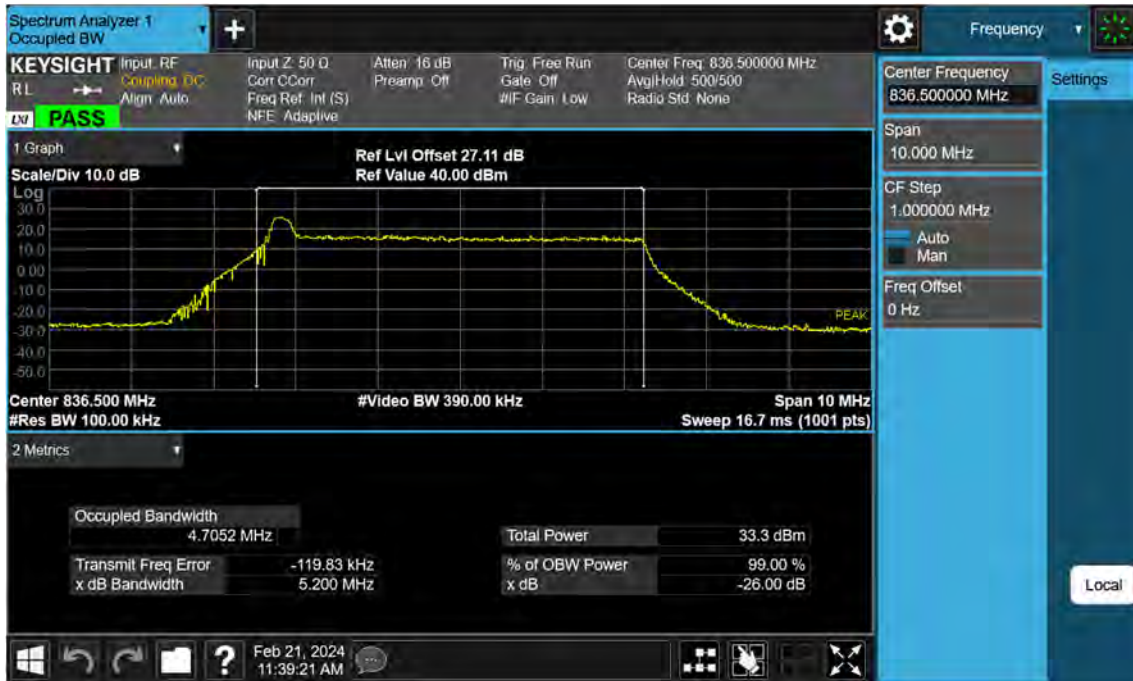 Spectrum Analyzer 1
Occupied BW
Frequency
KEYSIGHT
RL
LXI
PASS
Input: RF
Coupling: DC
Align: Auto
Input Z: 50 Ω
Corr CCorr
Freq Ref: Int (S)
NFE: Adaptive
Atten: 16 dB
Preamp: Off
Trig: Free Run
Gate: Off
#IF Gain: Low
Center Freq: 836.500000 MHz
Avg|Hold: 500/500
Radio Std: None
1 Graph
Scale/Div 10.0 dB
Ref Lvl Offset 27.11 dB
Ref Value 40.00 dBm
Log
30.0
20.0
10.0
0.00
-10.0
-20.0
-30.0
-40.0
-50.0
PEAK
Center 836.500 MHz
#Video BW 390.00 kHz
Span 10 MHz
#Res BW 100.00 kHz
Sweep 16.7 ms (1001 pts)
2 Metrics
Occupied Bandwidth
4.7052 MHz
Total Power 33.3 dBm
Transmit Freq Error -119.83 kHz
% of OBW Power 99.00 %
x dB Bandwidth 5.200 MHz
x dB -26.00 dB
Feb 21, 2024
11:39:21 AM
Center Frequency
836.500000 MHz
Span
10.000 MHz
CF Step
1.000000 MHz
Auto
Man
Freq Offset
0 Hz
Settings
Local